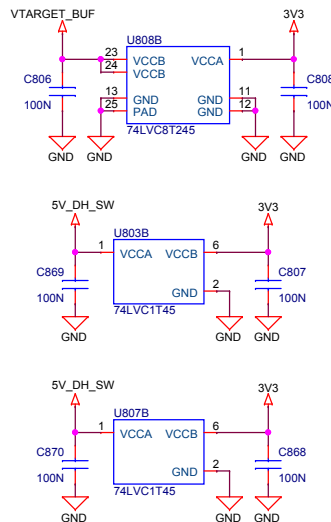 VTARGET_BUF 3V3
U808B
23 VCCB VCCA 1
24 VCCB
C806 C808
100N 13 GND GND 11 100N
25 PAD GND 12
GND GND 74LVC8T245 GND GND
5V_DH_SW 3V3
U803B
1 VCCA VCCB 6
C869 C807
100N GND 2 100N
74LVC1T45
GND GND GND
5V_DH_SW 3V3
U807B
1 VCCA VCCB 6
C870 C868
100N GND 2 100N
74LVC1T45
GND GND GND